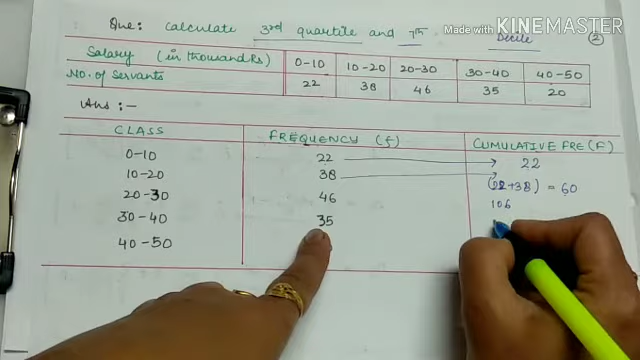 Made with KINEMASTER
Que: Calculate 3rd quartile and 7th Decile
②
Salary (in thousand Rs) 0-10 10-20 20-30 30-40 40-50
No. of Servants 22 38 46 35 20
Ans:-
CLASS FREQUENCY (f) CUMULATIVE FRE (F)
0-10 22 22
10-20 38 (22+38) = 60
20-30 46 106
30-40 35
40-50